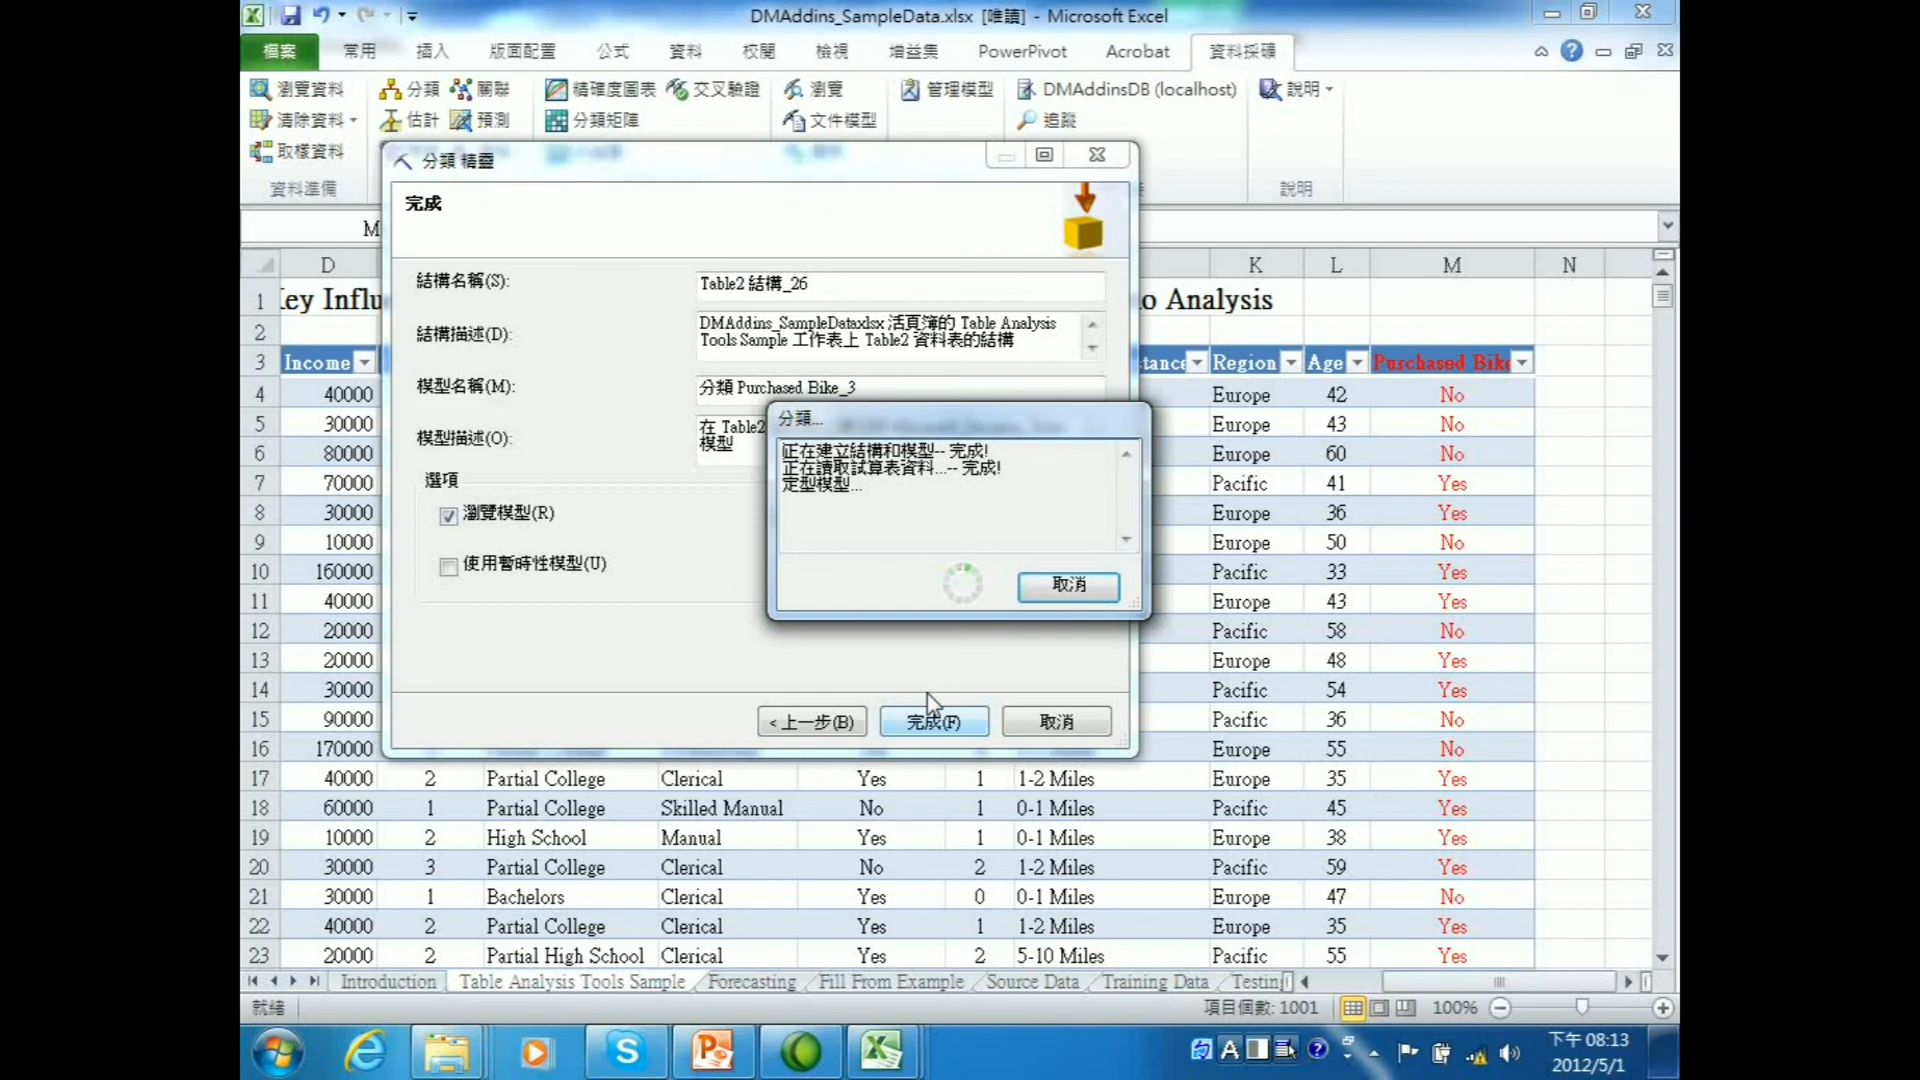 DMAddins_SampleData.xlsx [唯讀] - Microsoft Excel
檔案 常用 插入 版面配置 公式 資料 校閱 檢視 增益集 PowerPivot Acrobat 資料採礦
瀏覽資料 分類 關聯 精確度圖表 交叉驗證 瀏覽 管理模型 DMAddinsDB (localhost) 說明
清除資料 估計 預測 分類矩陣 文件模型 追蹤
取樣資料
資料準備 說明
分類 精靈
完成
結構名稱(S): Table2 結構_26
結構描述(D): DMAddins_SampleDataxlsx 活頁簿的 Table Analysis
Tools Sample 工作表上 Table2 資料表的結構
模型名稱(M): 分類 Purchased Bike_3
模型描述(O): 在 Table2
模型
選項
瀏覽模型(R)
使用暫時性模型(U)
< 上一步(B) 完成(F) 取消
分類...
正在建立結構和模型-- 完成!
正在讀取試算表資料...-- 完成!
定型模型...
取消
D K L M N
1 Key Influ o Analysis
2
3 Income tance Region Age Purchased Bike
4 40000 Europe 42 No
5 30000 Europe 43 No
6 80000 Europe 60 No
7 70000 Pacific 41 Yes
8 30000 Europe 36 Yes
9 10000 Europe 50 No
10 160000 Pacific 33 Yes
11 40000 Europe 43 Yes
12 20000 Pacific 58 No
13 20000 Europe 48 Yes
14 30000 Pacific 54 Yes
15 90000 Pacific 36 No
16 170000 Europe 55 No
17 40000 2 Partial College Clerical Yes 1 1-2 Miles Europe 35 Yes
18 60000 1 Partial College Skilled Manual No 1 0-1 Miles Pacific 45 Yes
19 10000 2 High School Manual Yes 1 0-1 Miles Europe 38 Yes
20 30000 3 Partial College Clerical No 2 1-2 Miles Pacific 59 Yes
21 30000 1 Bachelors Clerical Yes 0 0-1 Miles Europe 47 No
22 40000 2 Partial College Clerical Yes 1 1-2 Miles Europe 35 Yes
23 20000 2 Partial High School Clerical Yes 2 5-10 Miles Pacific 55 Yes
Introduction Table Analysis Tools Sample Forecasting Fill From Example Source Data Training Data Testing
就緒 項目個數: 1001 100%
下午 08:13
2012/5/1